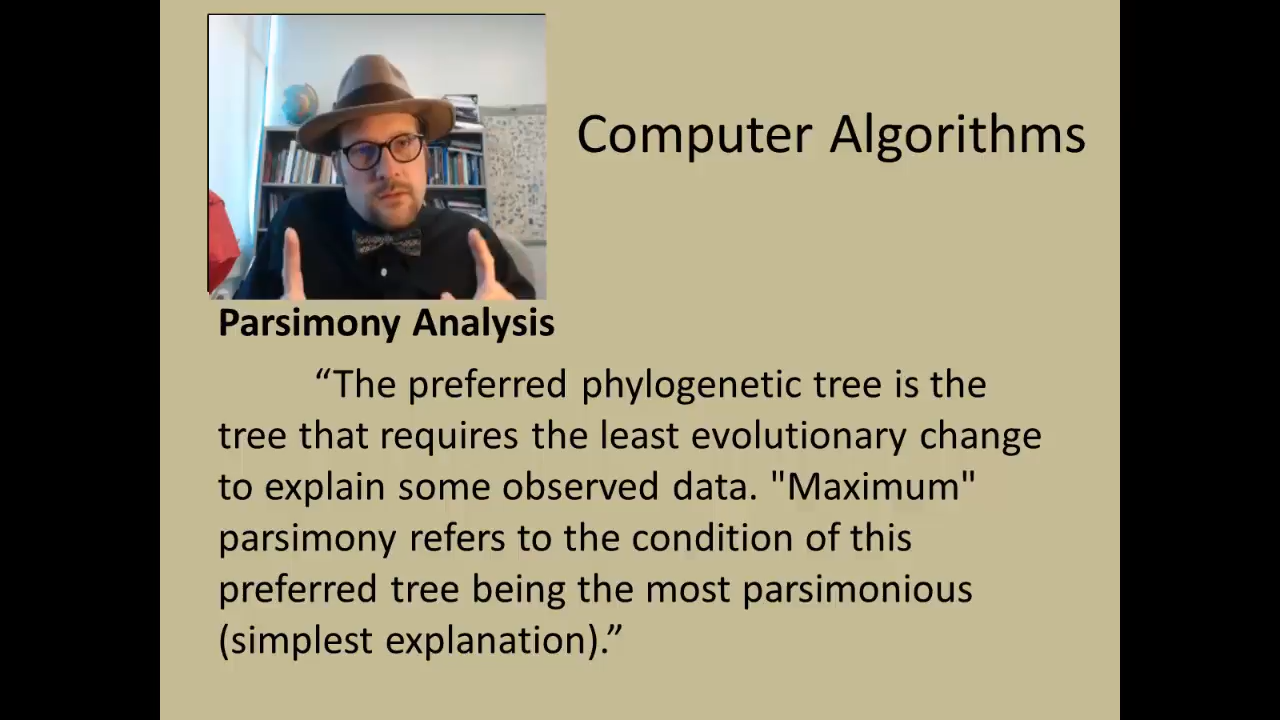 Computer Algorithms
Parsimony Analysis
“The preferred phylogenetic tree is the
tree that requires the least evolutionary change
to explain some observed data. "Maximum"
parsimony refers to the condition of this
preferred tree being the most parsimonious
(simplest explanation).”